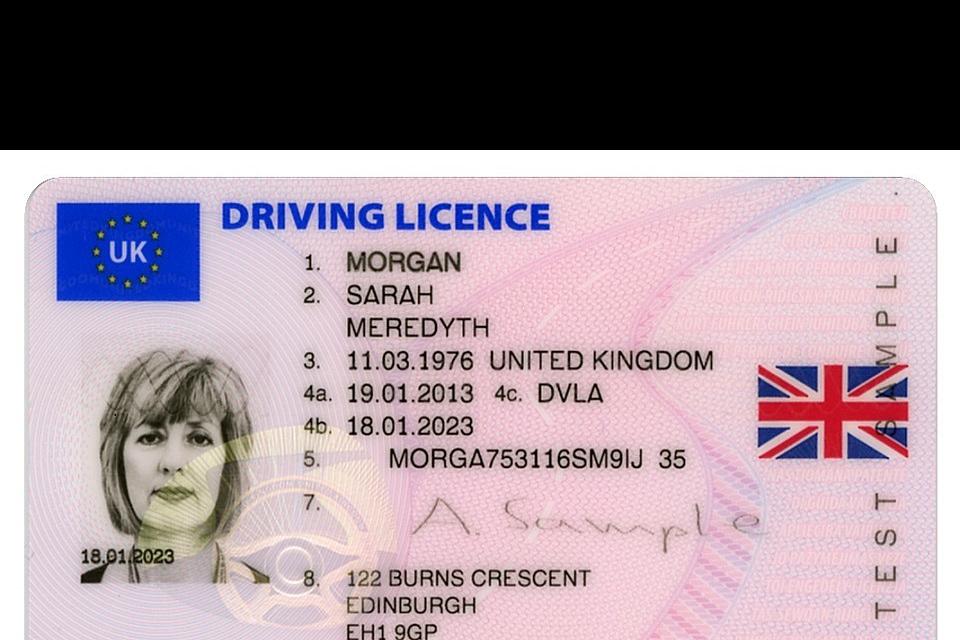 DRIVING LICENCE
UK
1. MORGAN
2. SARAH
MEREDYTH
3. 11.03.1976 UNITED KINGDOM
4a. 19.01.2013 4c. DVLA
4b. 18.01.2023
5. MORGA753116SM9IJ 35
7. A. Sample
18.01.2023
8. 122 BURNS CRESCENT
EDINBURGH
EH1 9GP
TEST SAMPLE